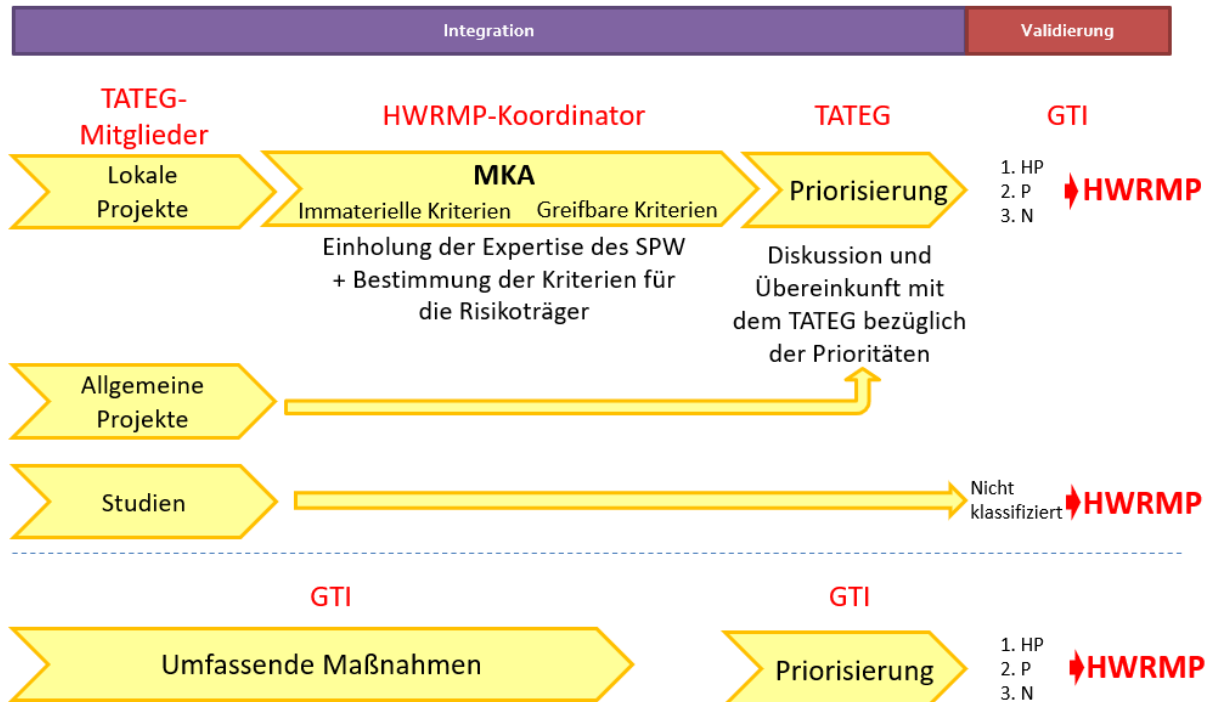 Integration
Validierung
TATEG-
Mitglieder
HWRMP-Koordinator
TATEG
GTI
Lokale
Projekte
MKA
Immaterielle Kriterien
Greifbare Kriterien
Priorisierung
1. HP
2. P
3. N
HWRMP
Einholung der Expertise des SPW
+ Bestimmung der Kriterien für
die Risikoträger
Diskussion und
Übereinkunft mit
dem TATEG bezüglich
der Prioritäten
Allgemeine
Projekte
Studien
Nicht
klassifiziert
HWRMP
GTI
GTI
Umfassende Maßnahmen
Priorisierung
1. HP
2. P
3. N
HWRMP